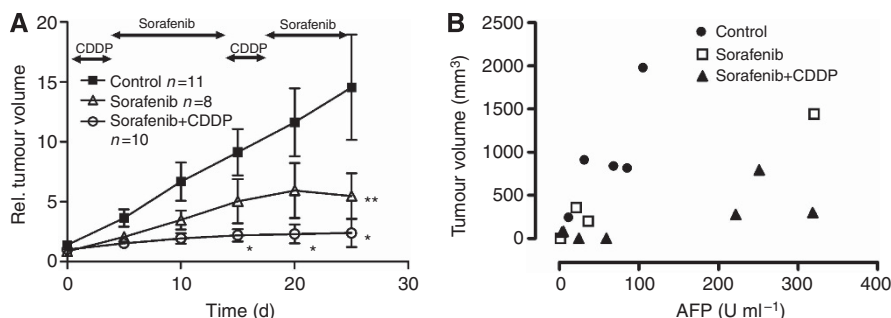 A
Sorafenib
Sorafenib
CDDP
CDDP
Control n=11
Sorafenib n=8
Sorafenib+CDDP
n=10
Rel. tumour volume
20
15
10
5
0
**
*
*
*
0
10
20
30
Time (d)
B
Control
Sorafenib
Sorafenib+CDDP
Tumour volume (mm³)
2500
2000
1500
1000
500
0
0
100
200
300
400
AFP (U ml⁻¹)